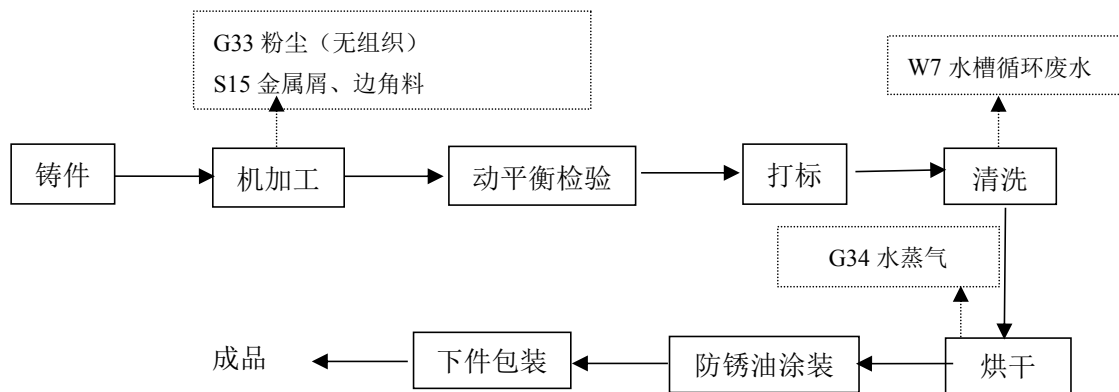 G33 粉尘（无组织）
S15 金属屑、边角料
W7 水槽循环废水
铸件
机加工
动平衡检验
打标
清洗
G34 水蒸气
成品
下件包装
防锈油涂装
烘干